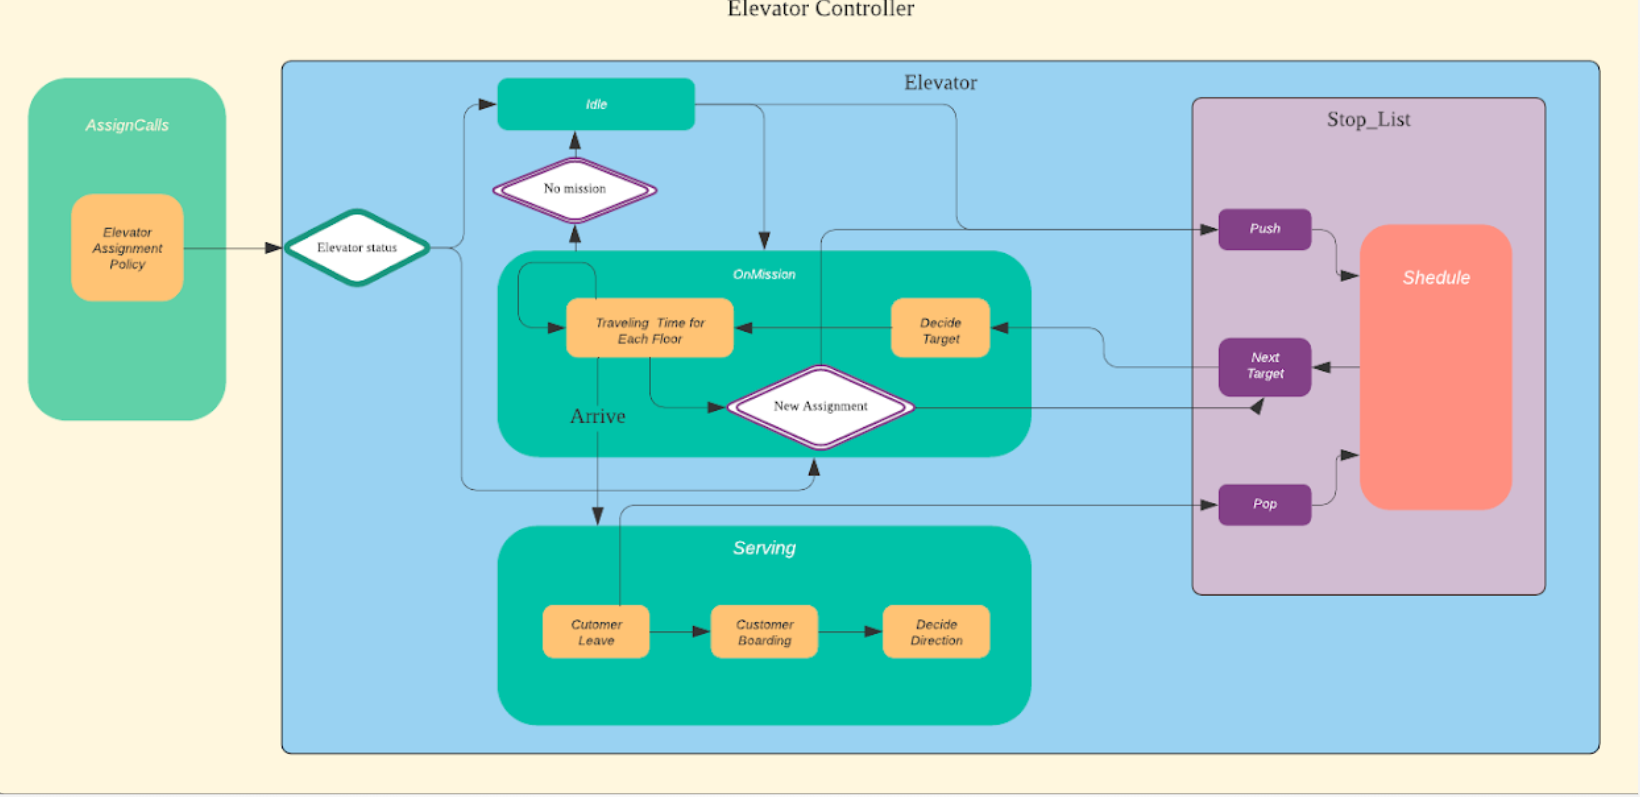 Elevator Controller
Elevator
AssignCalls
Elevator
Assignment
Policy
Elevator status
Idle
No mission
OnMission
Traveling Time for
Each Floor
Decide
Target
New Assignment
Arrive
Serving
Cutomer
Leave
Customer
Boarding
Decide
Direction
Stop_List
Push
Next
Target
Pop
Shedule